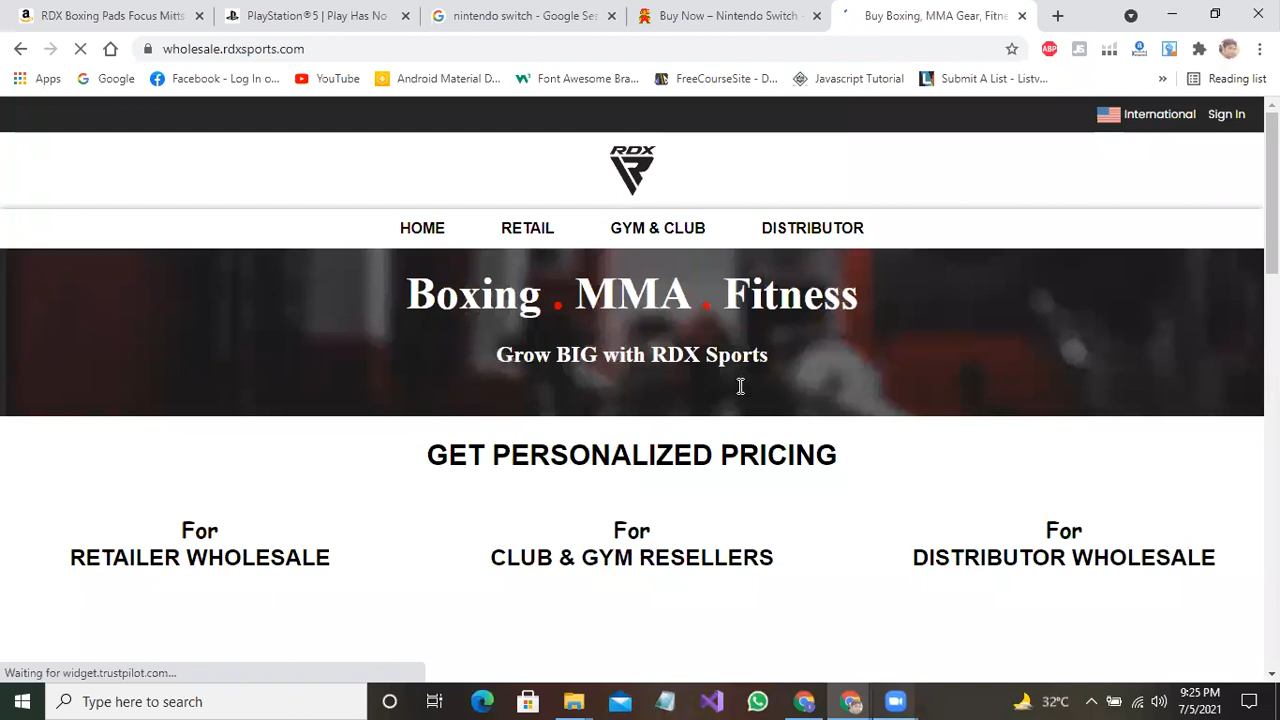 RDX Boxing Pads Focus Mitts
PlayStation®5 | Play Has No
nintendo switch - Google Sea
Buy Now – Nintendo Switch -
Buy Boxing, MMA Gear, Fitne
wholesale.rdxsports.com
ABP
Apps
Google
Facebook - Log In o...
YouTube
Android Material D...
Font Awesome Bra...
FreeCourseSite - D...
Javascript Tutorial
Submit A List - Listv...
»
Reading list
International
Sign In
RDX
HOME
RETAIL
GYM & CLUB
DISTRIBUTOR
Boxing . MMA . Fitness
Grow BIG with RDX Sports
GET PERSONALIZED PRICING
For
RETAILER WHOLESALE
For
CLUB & GYM RESELLERS
For
DISTRIBUTOR WHOLESALE
Waiting for widget.trustpilot.com...
Type here to search
32°C
9:25 PM
7/5/2021